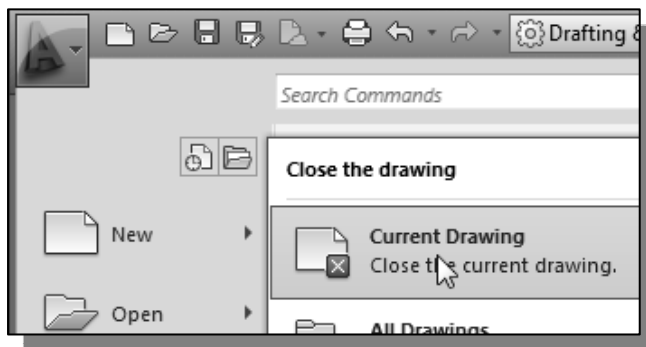 Drafting &
Search Commands
Close the drawing
New
Current Drawing
Close the current drawing.
Open
All Drawings